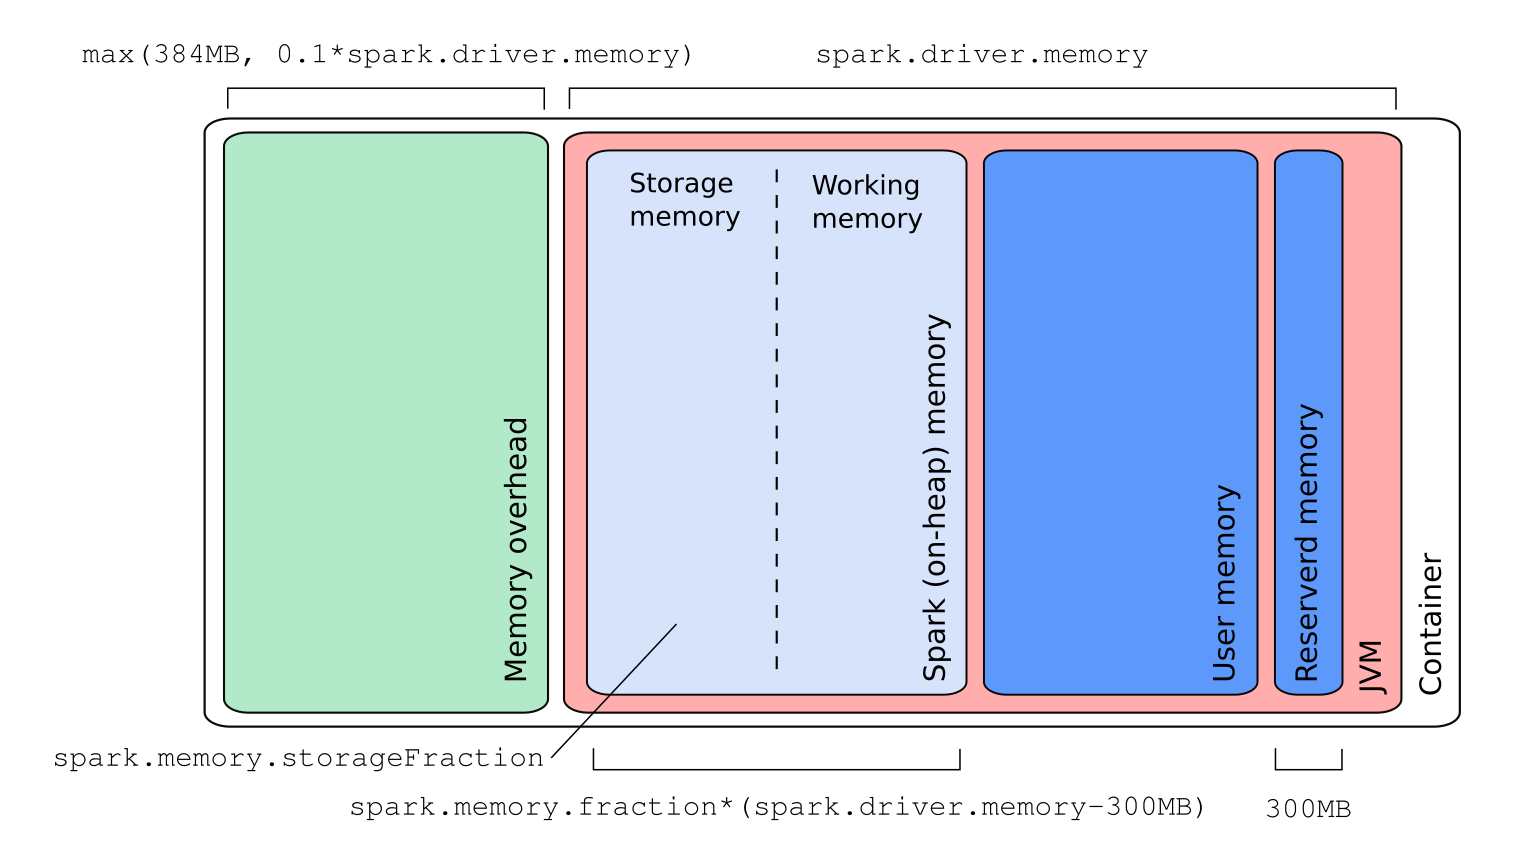 max(384MB, 0.1*spark.driver.memory)
spark.driver.memory
Storage
memory
Working
memory
Memory overhead
Spark (on-heap) memory
User memory
Reserverd memory
JVM
Container
spark.memory.storageFraction
spark.memory.fraction*(spark.driver.memory-300MB)
300MB